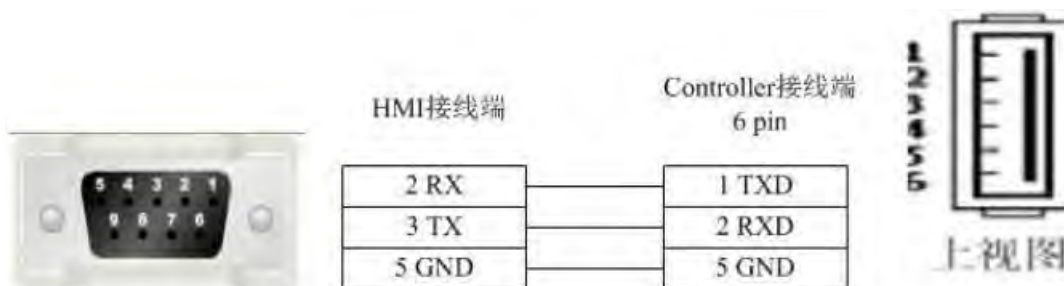 5 4 3 2 1
9 8 7 6
HMI接线端
2 RX
3 TX
5 GND
Controller接线端
6 pin
1 TXD
2 RXD
5 GND
1
2
3
4
5
6
上视图